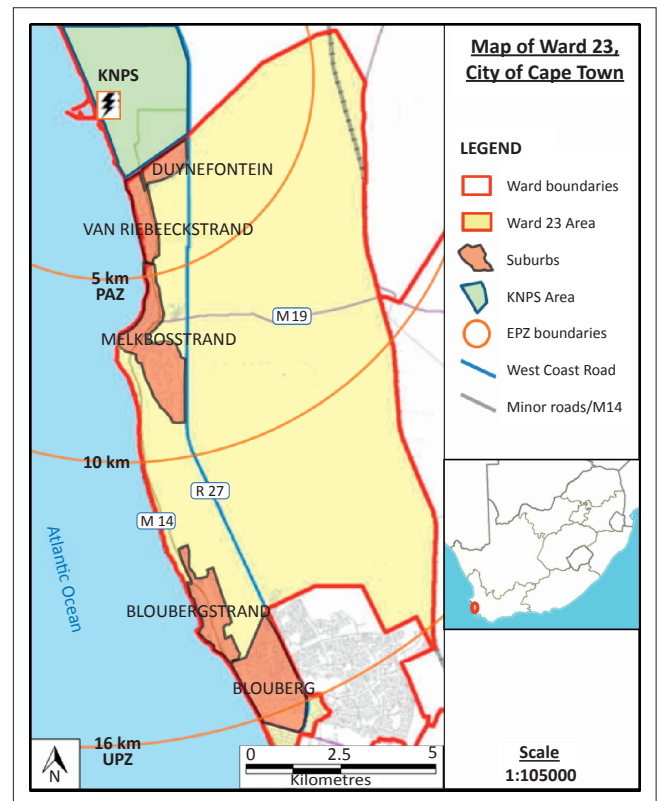 Map of Ward 23,
City of Cape Town
LEGEND
Ward boundaries
Ward 23 Area
Suburbs
KNPS Area
EPZ boundaries
West Coast Road
Minor roads/M14
KNPS
DUYNEFONTEIN
VAN RIEBEECKSTRAND
5 km
PAZ
M 19
MELKBOSSTRAND
10 km
R 27
M 14
Atlantic Ocean
BLOUBERGSTRAND
BLOUBERG
16 km
UPZ
N
0 2.5 5
Kilometres
Scale
1:105000